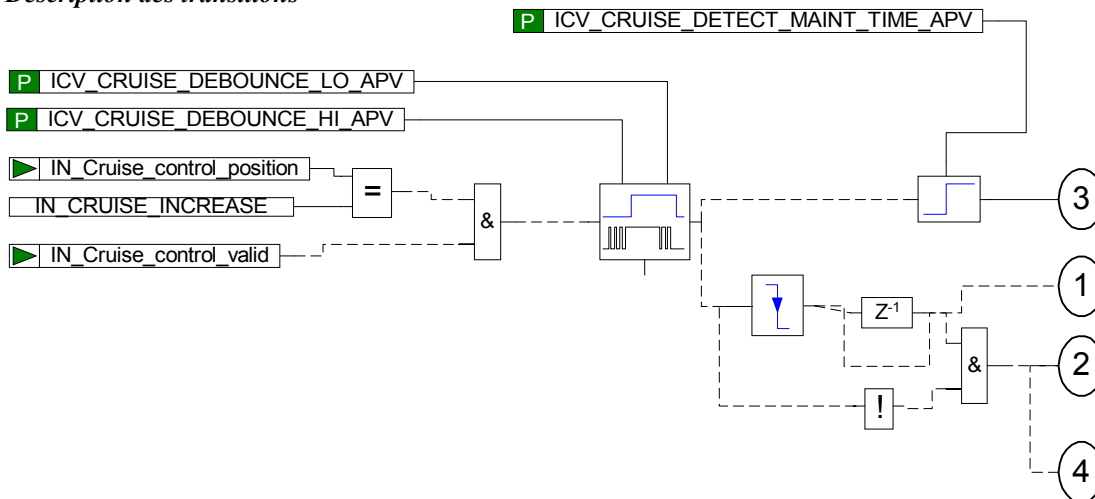 Description des transitions
P ICV_CRUISE_DETECT_MAINT_TIME_APV
P ICV_CRUISE_DEBOUNCE_LO_APV
P ICV_CRUISE_DEBOUNCE_HI_APV
IN_Cruise_control_position
=
IN_CRUISE_INCREASE
&
3
IN_Cruise_control_valid
1
Z-1
&
2
!
4